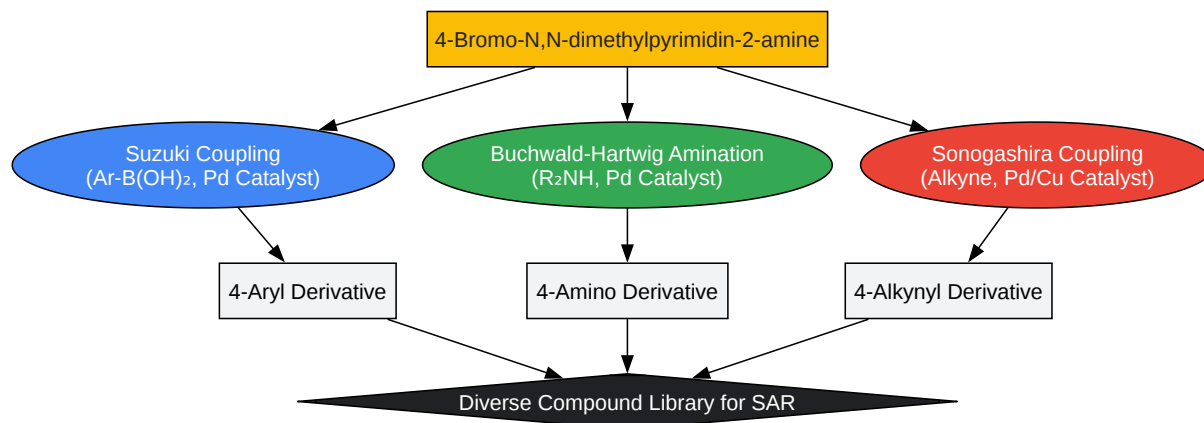 4-Bromo-N,N-dimethylpyrimidin-2-amine
Suzuki Coupling
(Ar-B(OH)₂, Pd Catalyst)
Buchwald-Hartwig Amination
(R₂NH, Pd Catalyst)
Sonogashira Coupling
(Alkyne, Pd/Cu Catalyst)
4-Aryl Derivative
4-Amino Derivative
4-Alkynyl Derivative
Diverse Compound Library for SAR